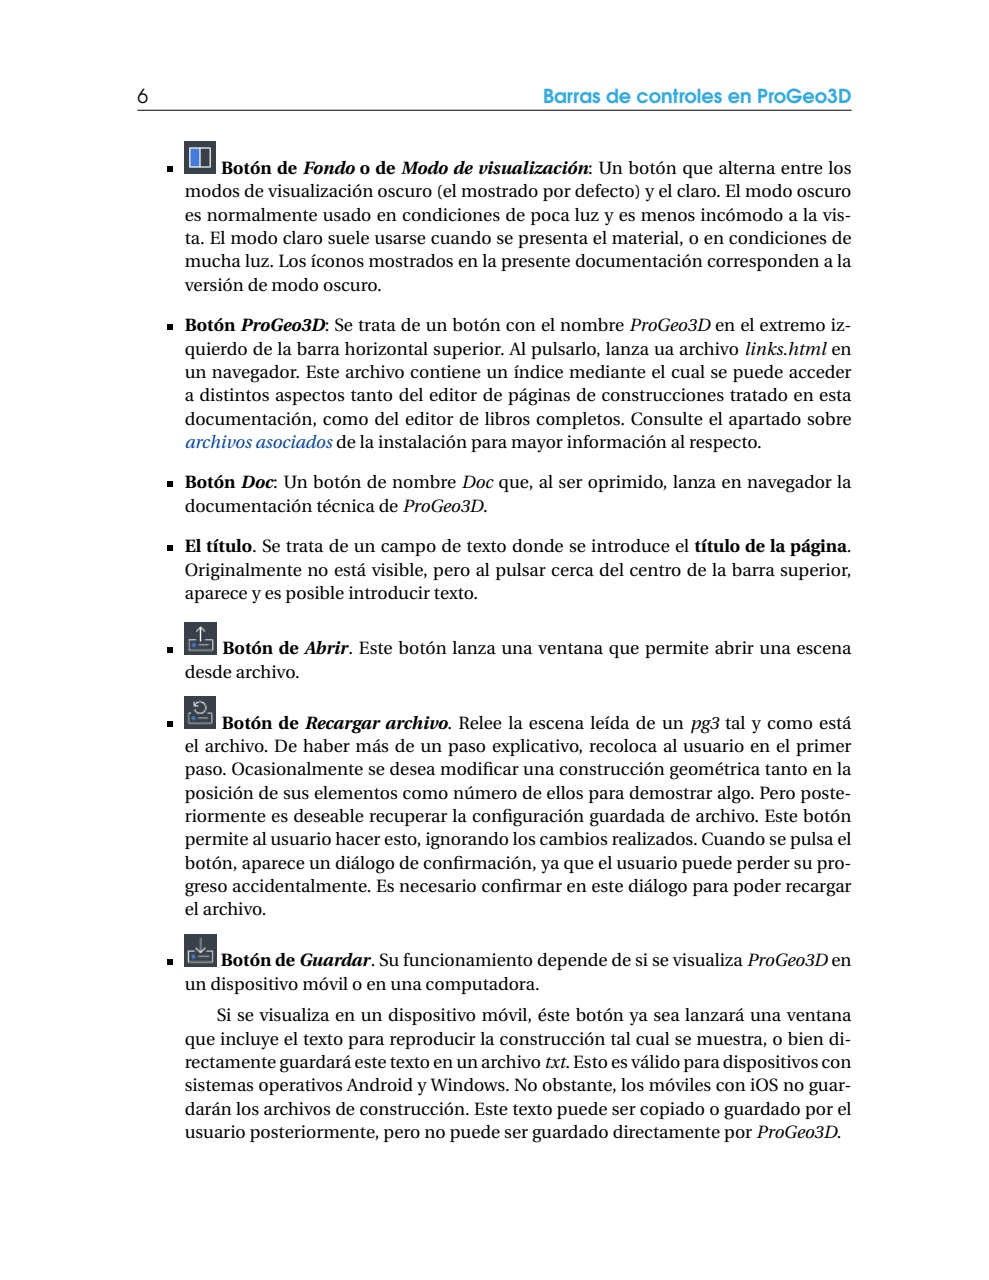 6 Barras de controles en ProGeo3D
▪ Botón de Fondo o de Modo de visualización: Un botón que alterna entre los
modos de visualización oscuro (el mostrado por defecto) y el claro. El modo oscuro
es normalmente usado en condiciones de poca luz y es menos incómodo a la vis-
ta. El modo claro suele usarse cuando se presenta el material, o en condiciones de
mucha luz. Los íconos mostrados en la presente documentación corresponden a la
versión de modo oscuro.
▪ Botón ProGeo3D: Se trata de un botón con el nombre ProGeo3D en el extremo iz-
quierdo de la barra horizontal superior. Al pulsarlo, lanza ua archivo links.html en
un navegador. Este archivo contiene un índice mediante el cual se puede acceder
a distintos aspectos tanto del editor de páginas de construcciones tratado en esta
documentación, como del editor de libros completos. Consulte el apartado sobre
archivos asociados de la instalación para mayor información al respecto.
▪ Botón Doc: Un botón de nombre Doc que, al ser oprimido, lanza en navegador la
documentación técnica de ProGeo3D.
▪ El título. Se trata de un campo de texto donde se introduce el título de la página.
Originalmente no está visible, pero al pulsar cerca del centro de la barra superior,
aparece y es posible introducir texto.
▪ Botón de Abrir. Este botón lanza una ventana que permite abrir una escena
desde archivo.
▪ Botón de Recargar archivo. Relee la escena leída de un pg3 tal y como está
el archivo. De haber más de un paso explicativo, recoloca al usuario en el primer
paso. Ocasionalmente se desea modificar una construcción geométrica tanto en la
posición de sus elementos como número de ellos para demostrar algo. Pero poste-
riormente es deseable recuperar la configuración guardada de archivo. Este botón
permite al usuario hacer esto, ignorando los cambios realizados. Cuando se pulsa el
botón, aparece un diálogo de confirmación, ya que el usuario puede perder su pro-
greso accidentalmente. Es necesario confirmar en este diálogo para poder recargar
el archivo.
▪ Botón de Guardar. Su funcionamiento depende de si se visualiza ProGeo3D en
un dispositivo móvil o en una computadora.
Si se visualiza en un dispositivo móvil, éste botón ya sea lanzará una ventana
que incluye el texto para reproducir la construcción tal cual se muestra, o bien di-
rectamente guardará este texto en un archivo txt. Esto es válido para dispositivos con
sistemas operativos Android y Windows. No obstante, los móviles con iOS no guar-
darán los archivos de construcción. Este texto puede ser copiado o guardado por el
usuario posteriormente, pero no puede ser guardado directamente por ProGeo3D.